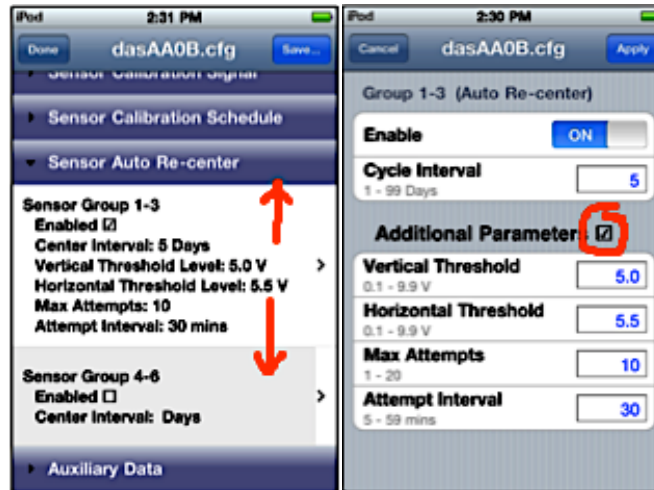 iPod 2:31 PM
Done dasAA0B.cfg Save...
Sensor Calibration Signal
Sensor Calibration Schedule
Sensor Auto Re-center
Sensor Group 1-3
Enabled ☑
Center Interval: 5 Days
Vertical Threshold Level: 5.0 V
Horizontal Threshold Level: 5.5 V
Max Attempts: 10
Attempt Interval: 30 mins
Sensor Group 4-6
Enabled ☐
Center Interval: Days
Auxiliary Data
iPod 2:30 PM
Cancel dasAA0B.cfg Apply
Group 1-3 (Auto Re-center)
Enable ON
Cycle Interval 5
1 - 99 Days
Additional Parameters ☑
Vertical Threshold 5.0
0.1 - 9.9 V
Horizontal Threshold 5.5
0.1 - 9.9 V
Max Attempts 10
1 - 20
Attempt Interval 30
5 - 59 mins